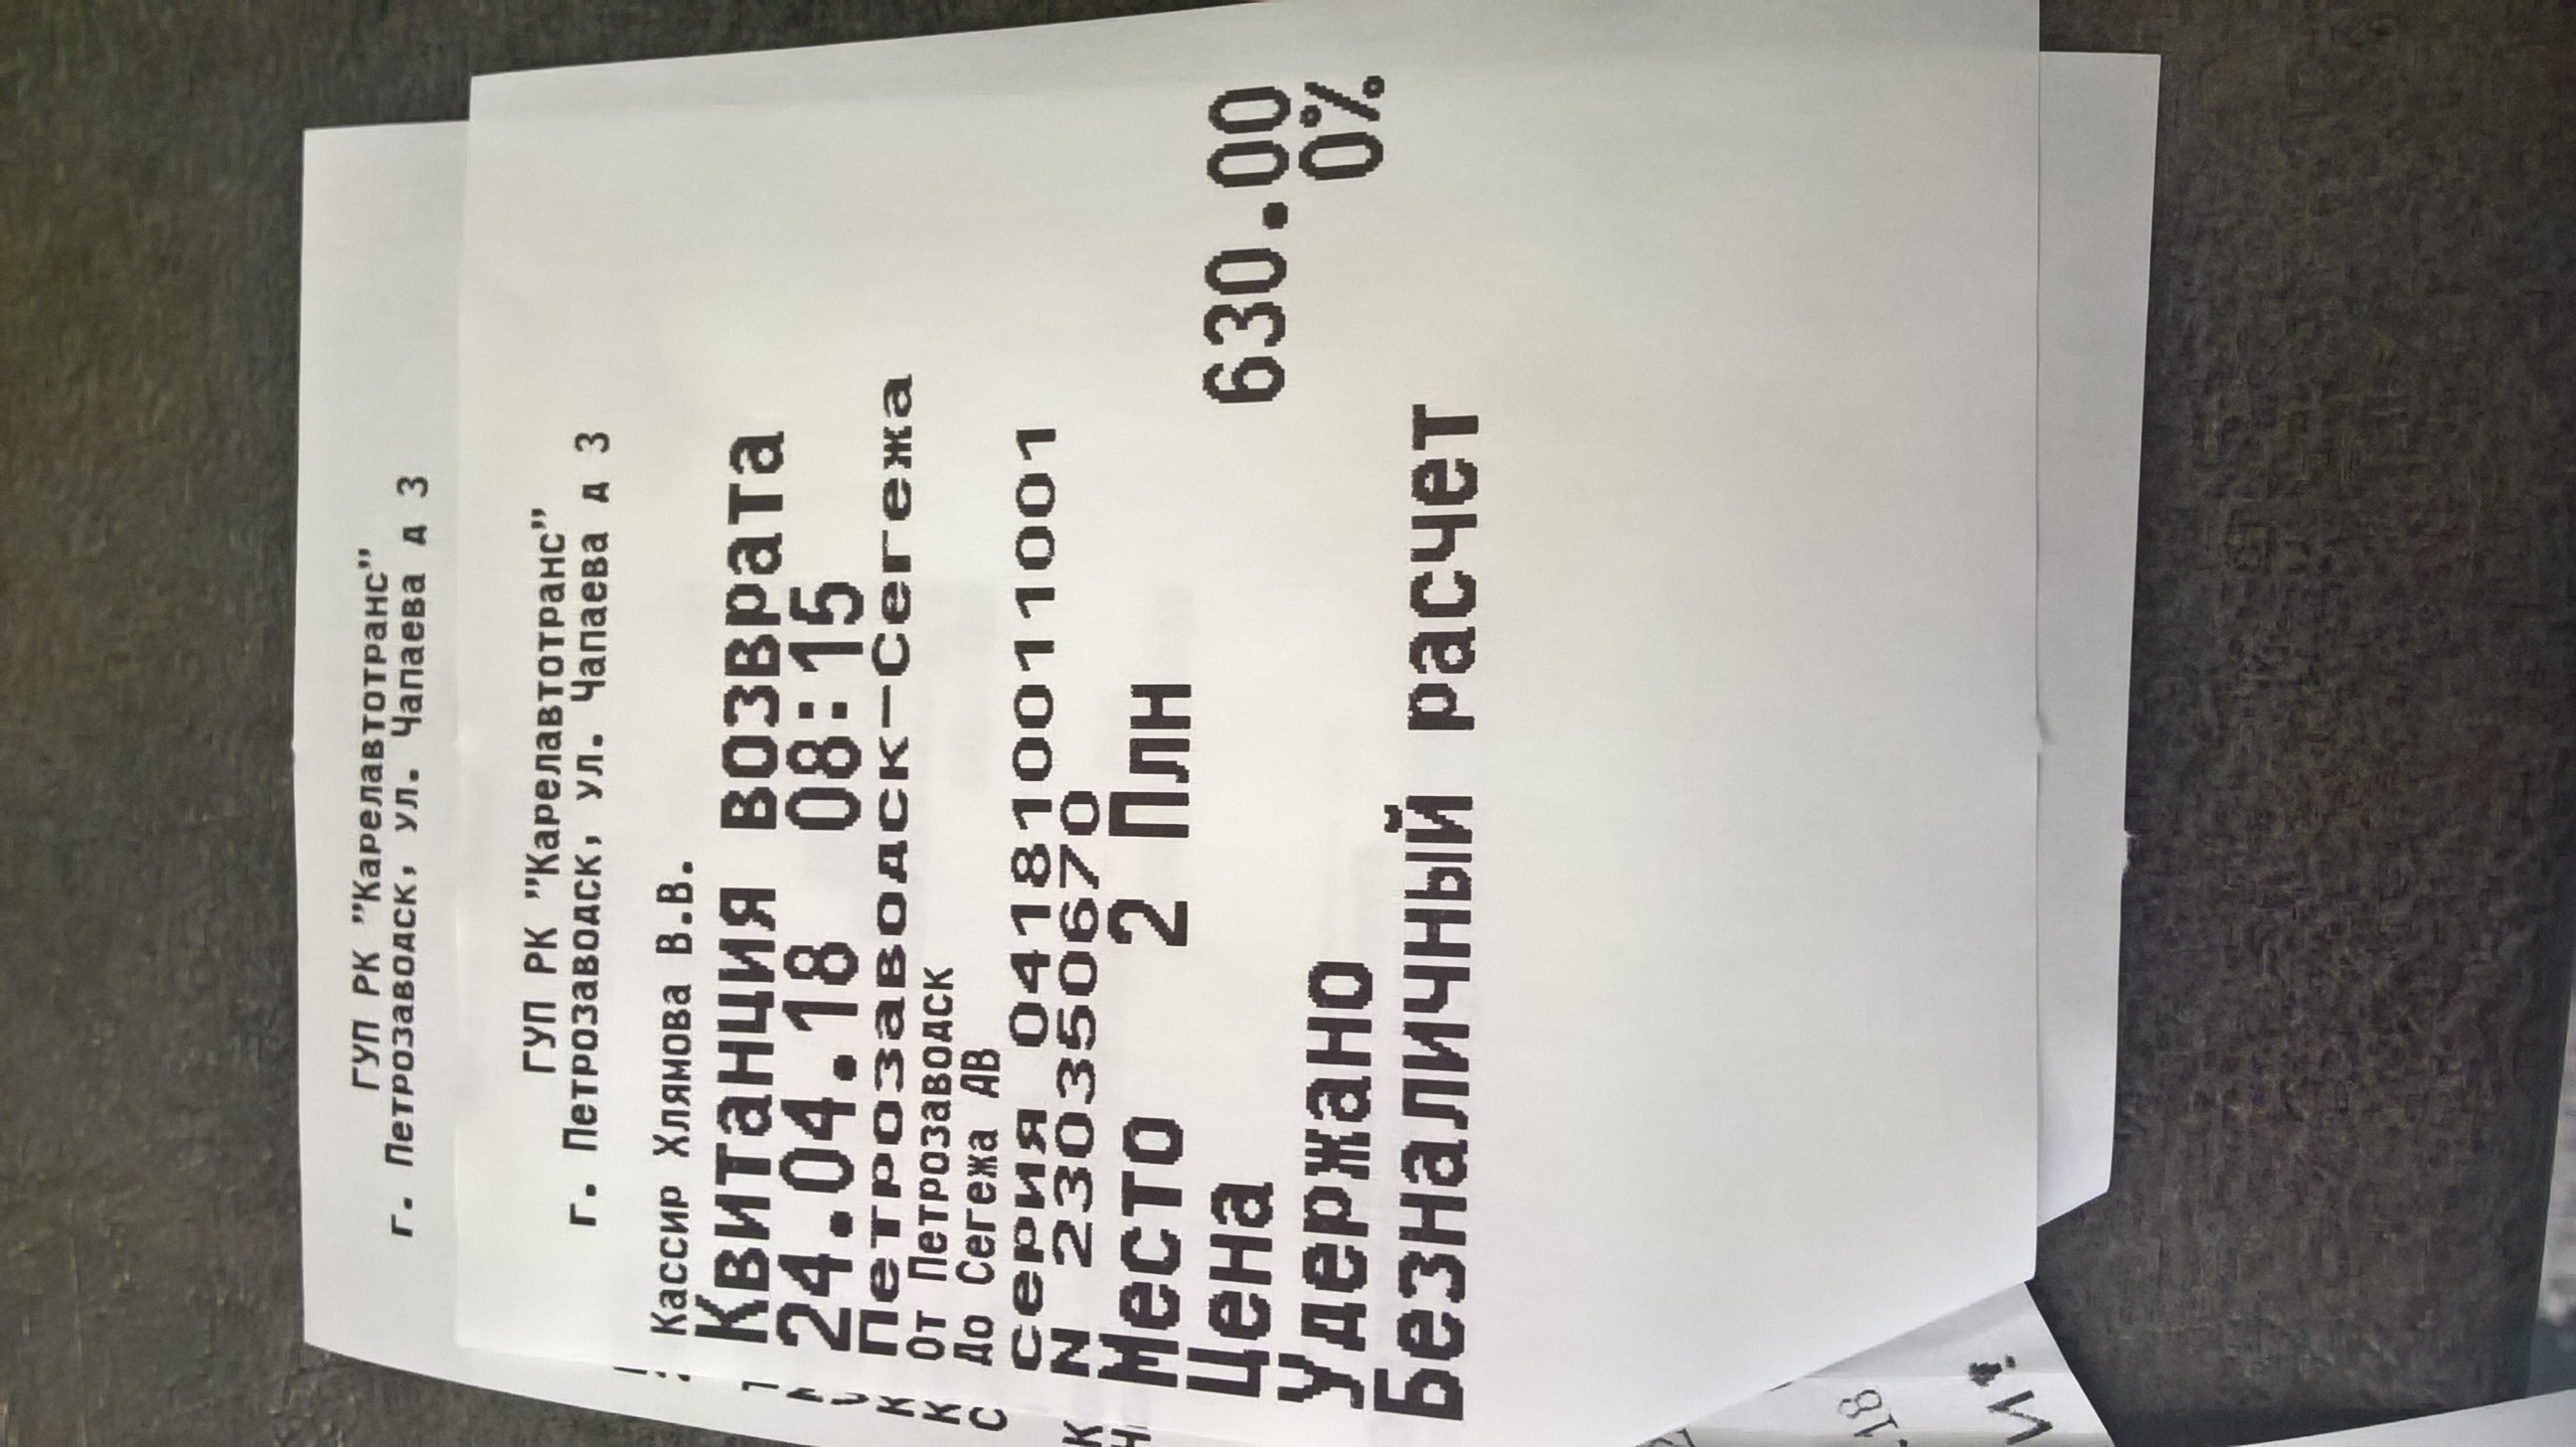 ГУП РК "Карелавтотранс"
г. Петрозаводск, ул. Чапаева д 3
ГУП РК "Карелавтотранс"
г. Петрозаводск, ул. Чапаева д 3
Кассир Хлямова В.В.
Квитанция возврата
24.04.18 08:15
Петрозаводск-Сегежа
От Петрозаводск
До Сегежа АВ
серия 041810011001
N 230350670
Место 2 Плн
Цена 630.00
Удержано 0%
Безналичный расчет
.18